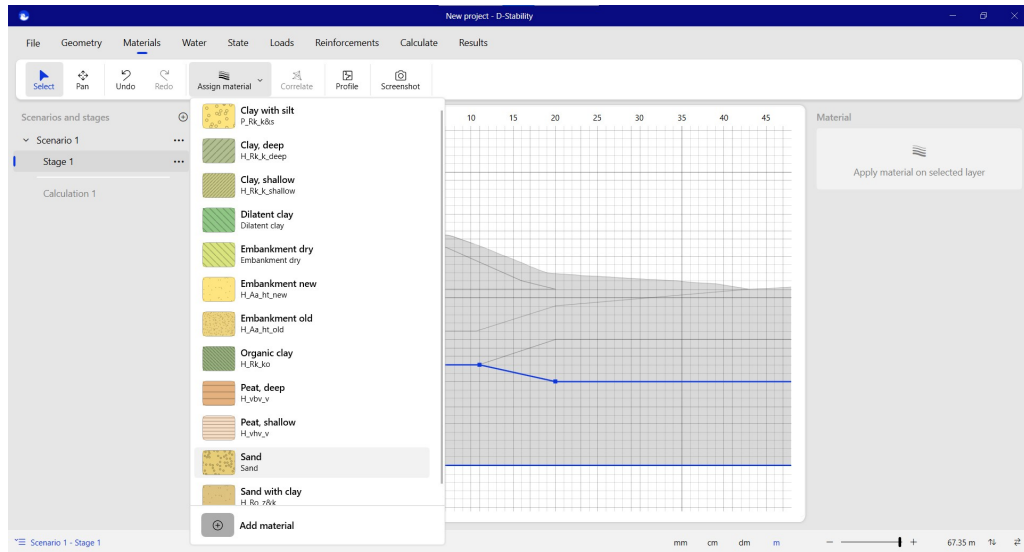 New project - D-Stability
File Geometry Materials Water State Loads Reinforcements Calculate Results
Select Pan Undo Redo Assign material Correlate Profile Screenshot
Scenarios and stages
Scenario 1
Stage 1
Calculation 1
Clay with silt
P_Rk_k&s
Clay, deep
H_Rk_k_deep
Clay, shallow
H_Rk_k_shallow
Dilatent clay
Dilatent clay
Embankment dry
Embankment dry
Embankment new
H_Aa_ht_new
Embankment old
H_Aa_ht_old
Organic clay
H_Rk_ko
Peat, deep
H_vbv_v
Peat, shallow
H_vhv_v
Sand
Sand
Sand with clay
H_Ro_z&k
Add material
10 15 20 25 30 35 40 45
Material
Apply material on selected layer
Scenario 1 - Stage 1
mm cm dm m
67.35 m